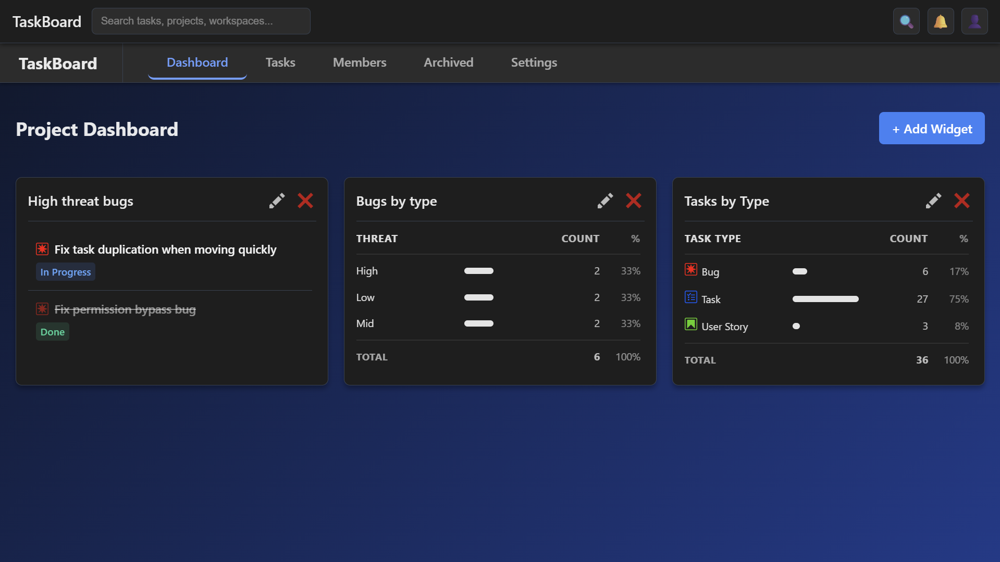 TaskBoard
Search tasks, projects, workspaces...
TaskBoard
Dashboard
Tasks
Members
Archived
Settings
Project Dashboard
+ Add Widget
High threat bugs
Fix task duplication when moving quickly
In Progress
Fix permission bypass bug
Done
Bugs by type
THREAT COUNT %
High 2 33%
Low 2 33%
Mid 2 33%
TOTAL 6 100%
Tasks by Type
TASK TYPE COUNT %
Bug 6 17%
Task 27 75%
User Story 3 8%
TOTAL 36 100%